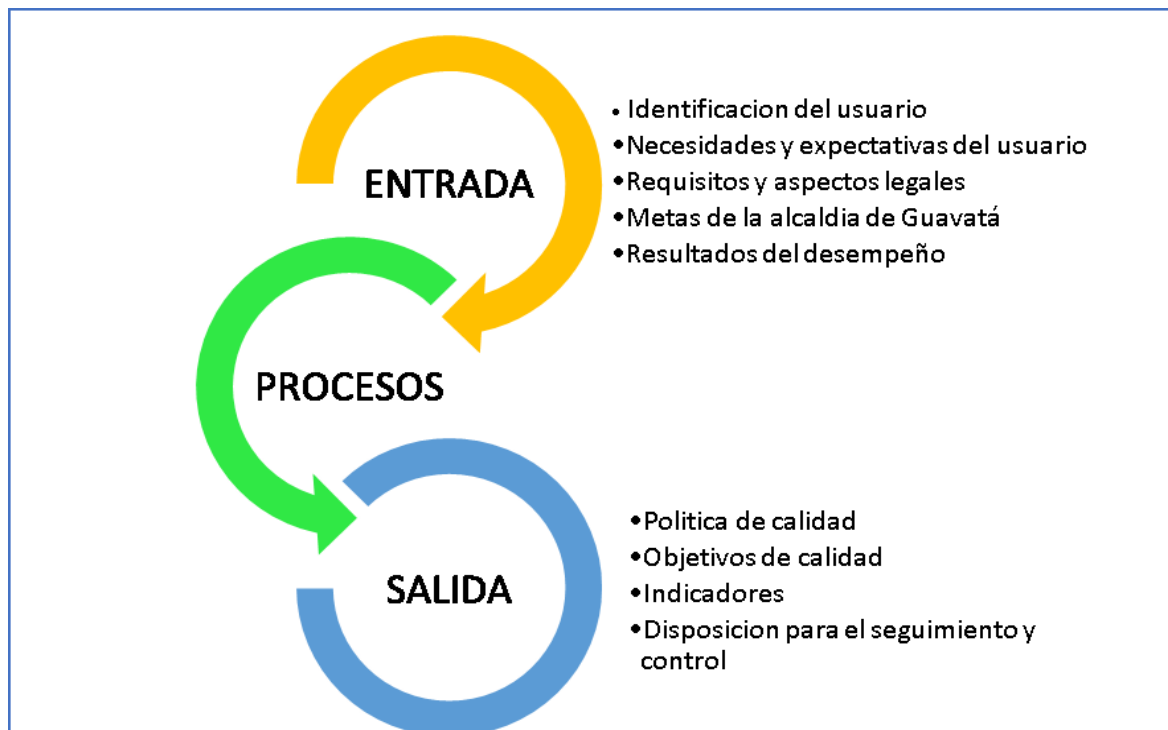 ENTRADA
• Identificacion del usuario
•Necesidades y expectativas del usuario
•Requisitos y aspectos legales
•Metas de la alcaldia de Guavatá
•Resultados del desempeño
PROCESOS
SALIDA
•Politica de calidad
•Objetivos de calidad
•Indicadores
•Disposicion para el seguimiento y
control